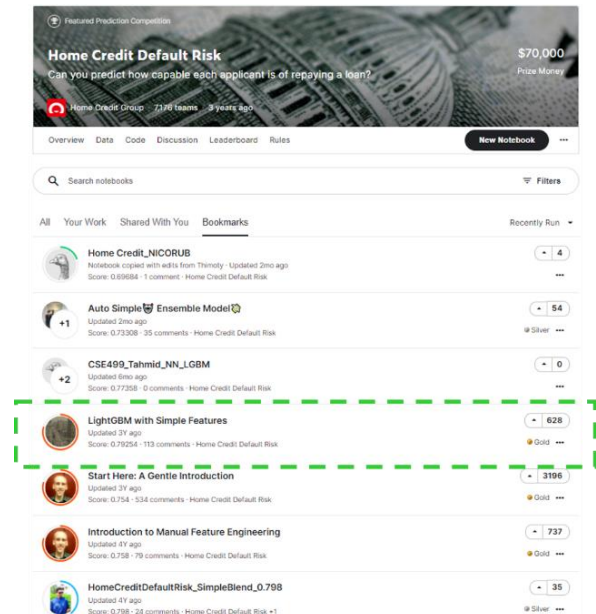 Featured Prediction Competition
Home Credit Default Risk
$70,000
Can you predict how capable each applicant is of repaying a loan?
Prize Money
Home Credit Group · 7,176 teams · 3 years ago
Overview Data Code Discussion Leaderboard Rules New Notebook
Search notebooks Filters
All Your Work Shared With You Bookmarks Recently Run
Home Credit_NICORUB 4
Notebook copied with edits from Thimoty · Updated 2mo ago
Score: 0.69684 · 1 comment · Home Credit Default Risk
Auto Simple Ensemble Model 54
+1
Updated 2mo ago
Score: 0.73308 · 35 comments · Home Credit Default Risk Silver
CSE499_Tahmid_NN_LGBM 0
+2
Updated 6mo ago
Score: 0.77358 · 0 comments · Home Credit Default Risk
LightGBM with Simple Features 628
Updated 3Y ago
Score: 0.79254 · 113 comments · Home Credit Default Risk Gold
Start Here: A Gentle Introduction 3196
Updated 3Y ago
Score: 0.754 · 534 comments · Home Credit Default Risk Gold
Introduction to Manual Feature Engineering 737
Updated 4Y ago
Score: 0.758 · 79 comments · Home Credit Default Risk Gold
HomeCreditDefaultRisk_SimpleBlend_0.798 35
Updated 4Y ago
Score: 0.798 · 24 comments · Home Credit Default Risk +1 Silver